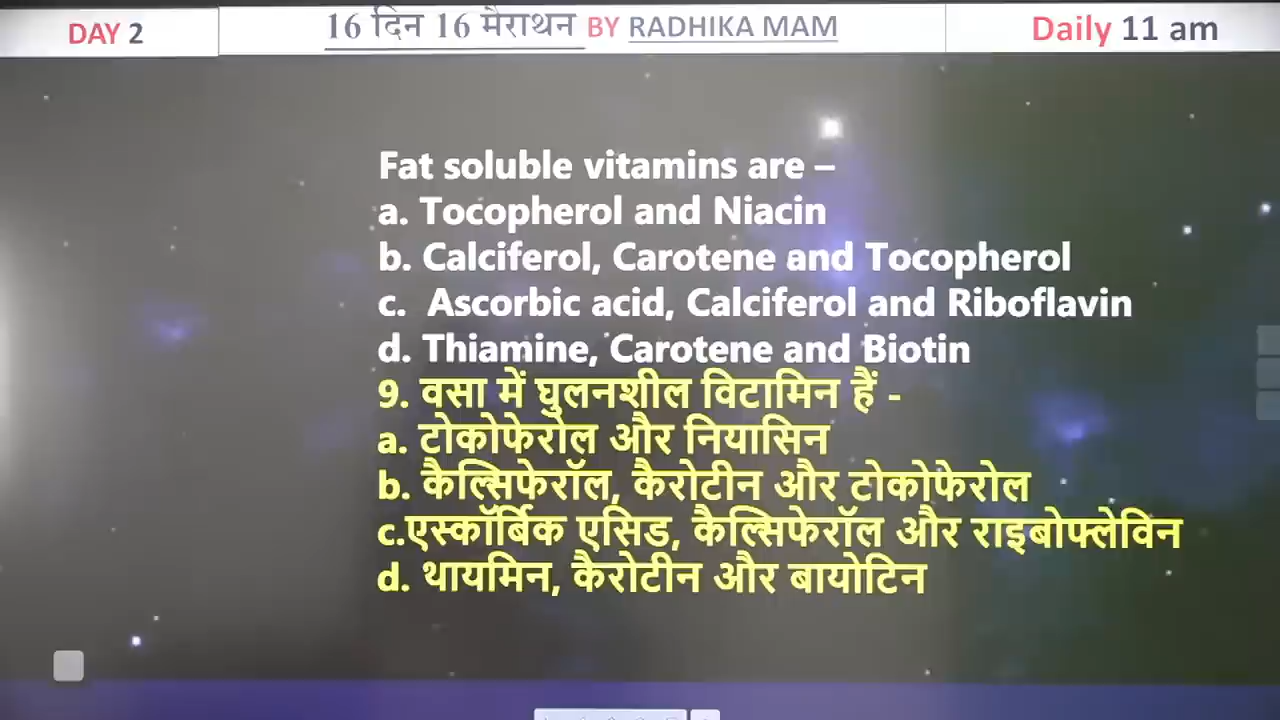 DAY 2
16 दिन 16 मैराथन BY RADHIKA MAM
Daily 11 am
Fat soluble vitamins are –
a. Tocopherol and Niacin
b. Calciferol, Carotene and Tocopherol
c. Ascorbic acid, Calciferol and Riboflavin
d. Thiamine, Carotene and Biotin
9. वसा में घुलनशील विटामिन हैं -
a. टोकोफेरोल और नियासिन
b. कैल्सिफेरॉल, कैरोटीन और टोकोफेरोल
c.एस्कॉर्बिक एसिड, कैल्सिफेरॉल और राइबोफ्लेविन
d. थायमिन, कैरोटीन और बायोटिन